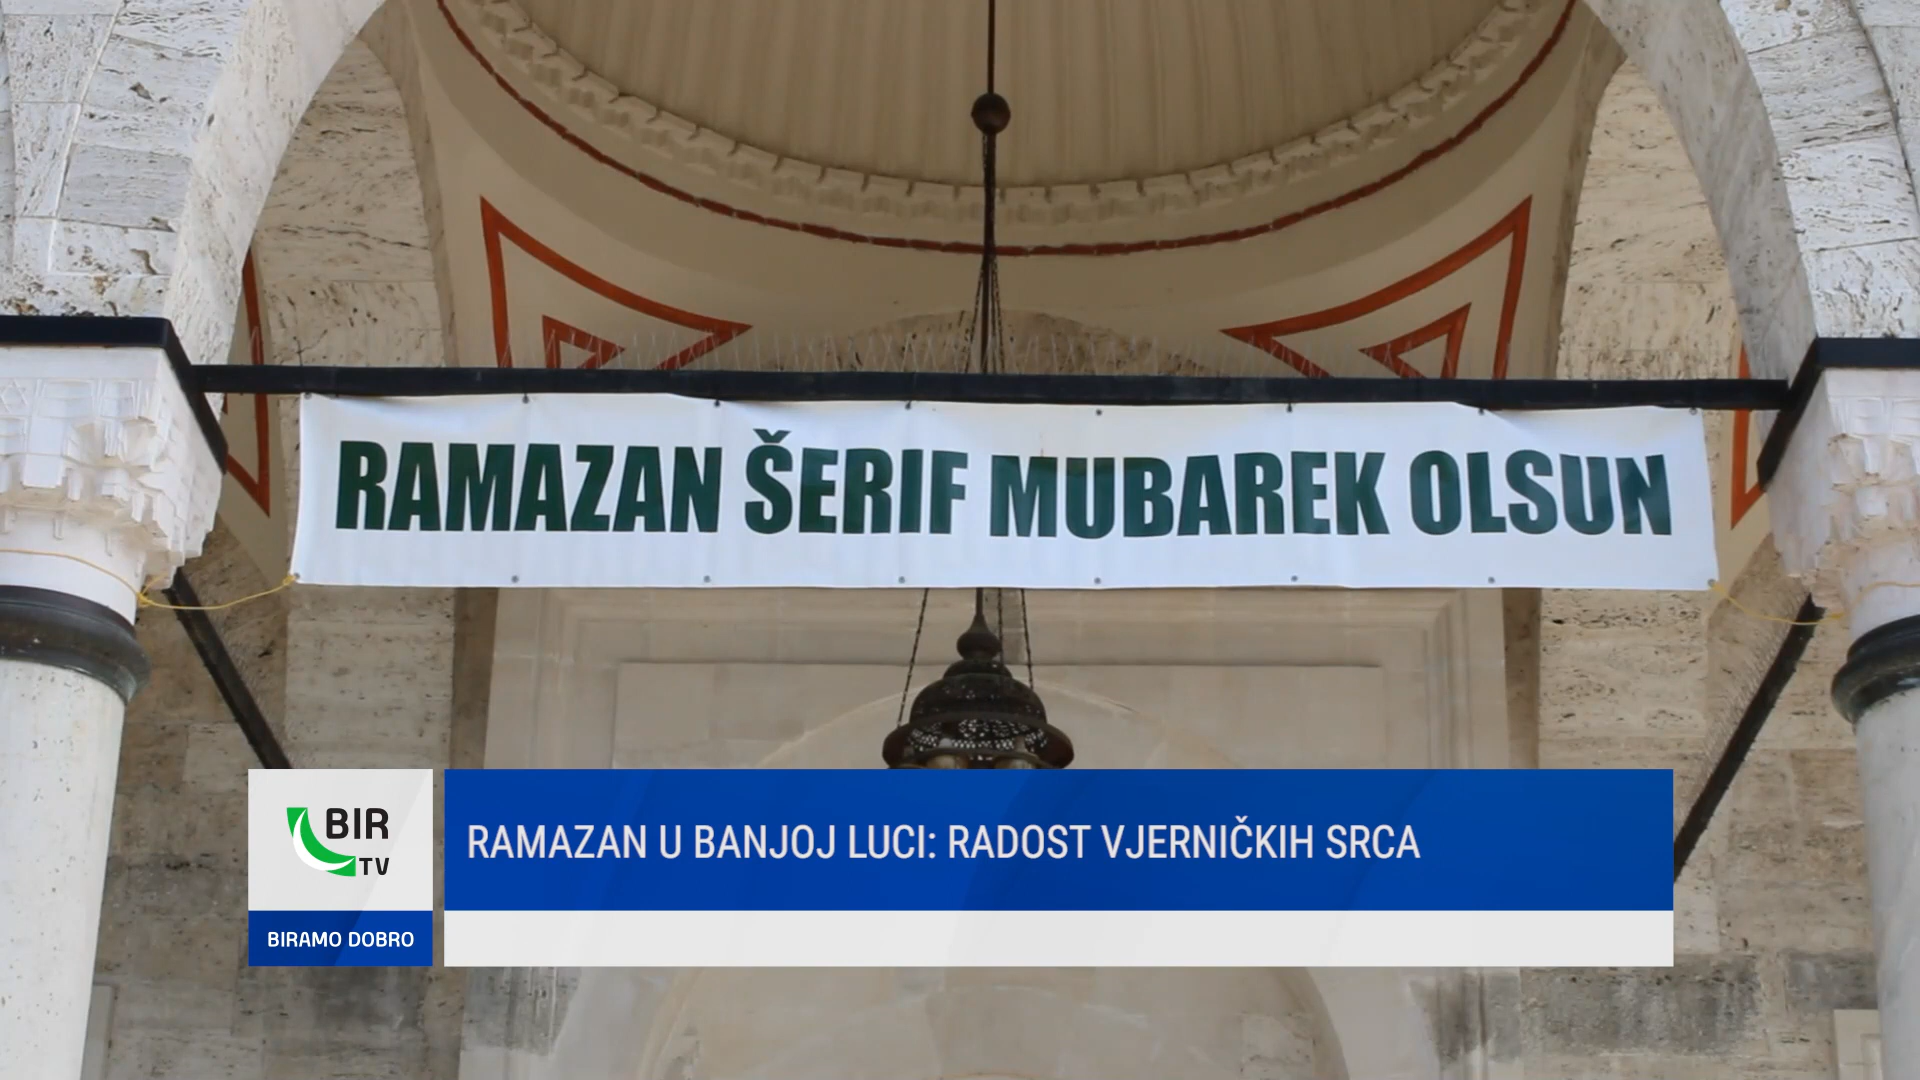 RAMAZAN ŠERIF MUBAREK OLSUN
BIR
TV
RAMAZAN U BANJOJ LUCI: RADOST VJERNIČKIH SRCA
BIRAMO DOBRO